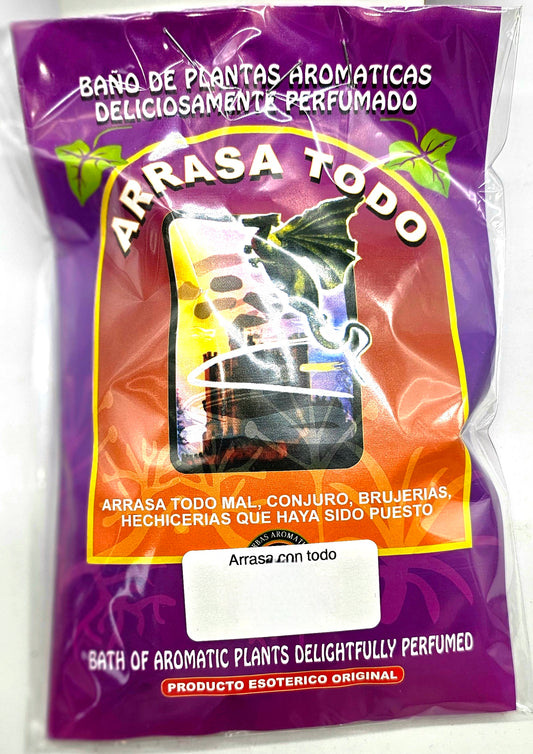 BAÑO DE PLANTAS AROMATICAS
DELICIOSAMENTE PERFUMADO
ARRASA TODO
ARRASA TODO MAL, CONJURO, BRUJERIAS,
HECHICERIAS QUE HAYA SIDO PUESTO
Arrasa con todo
BATH OF AROMATIC PLANTS DELIGHTFULLY PERFUMED
PRODUCTO ESOTERICO ORIGINAL